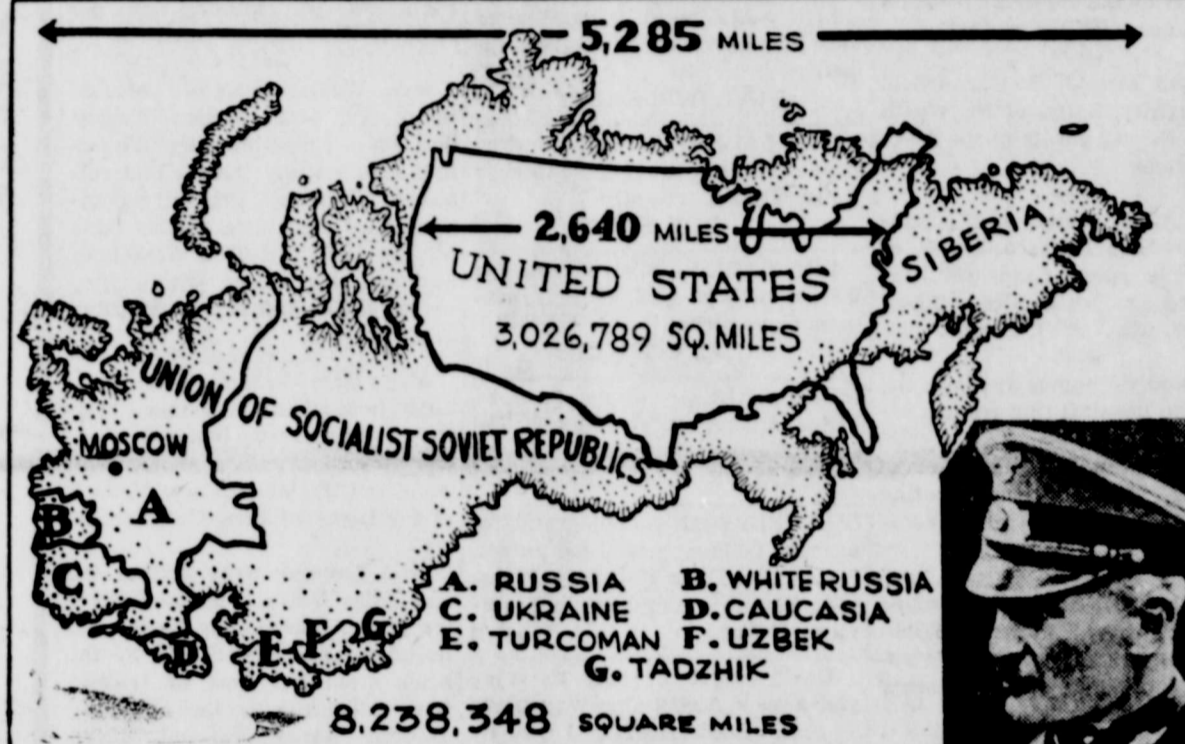 5,285 MILES
2,640 MILES
UNITED STATES
3,026,789 SQ. MILES
SIBERIA
UNION OF SOCIALIST SOVIET REPUBLICS
MOSCOW
A
B
C
D
E
F
G
A. RUSSIA B. WHITE RUSSIA
C. UKRAINE D. CAUCASIA
E. TURCOMAN F. UZBEK
G. TADZHIK
8,238,348 SQUARE MILES